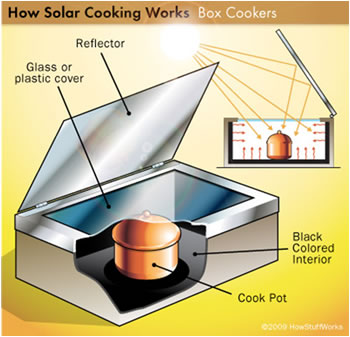 How Solar Cooking Works Box Cookers
Reflector
Glass or
plastic cover
Black
Colored
Interior
Cook Pot
©2009 HowStuffWorks